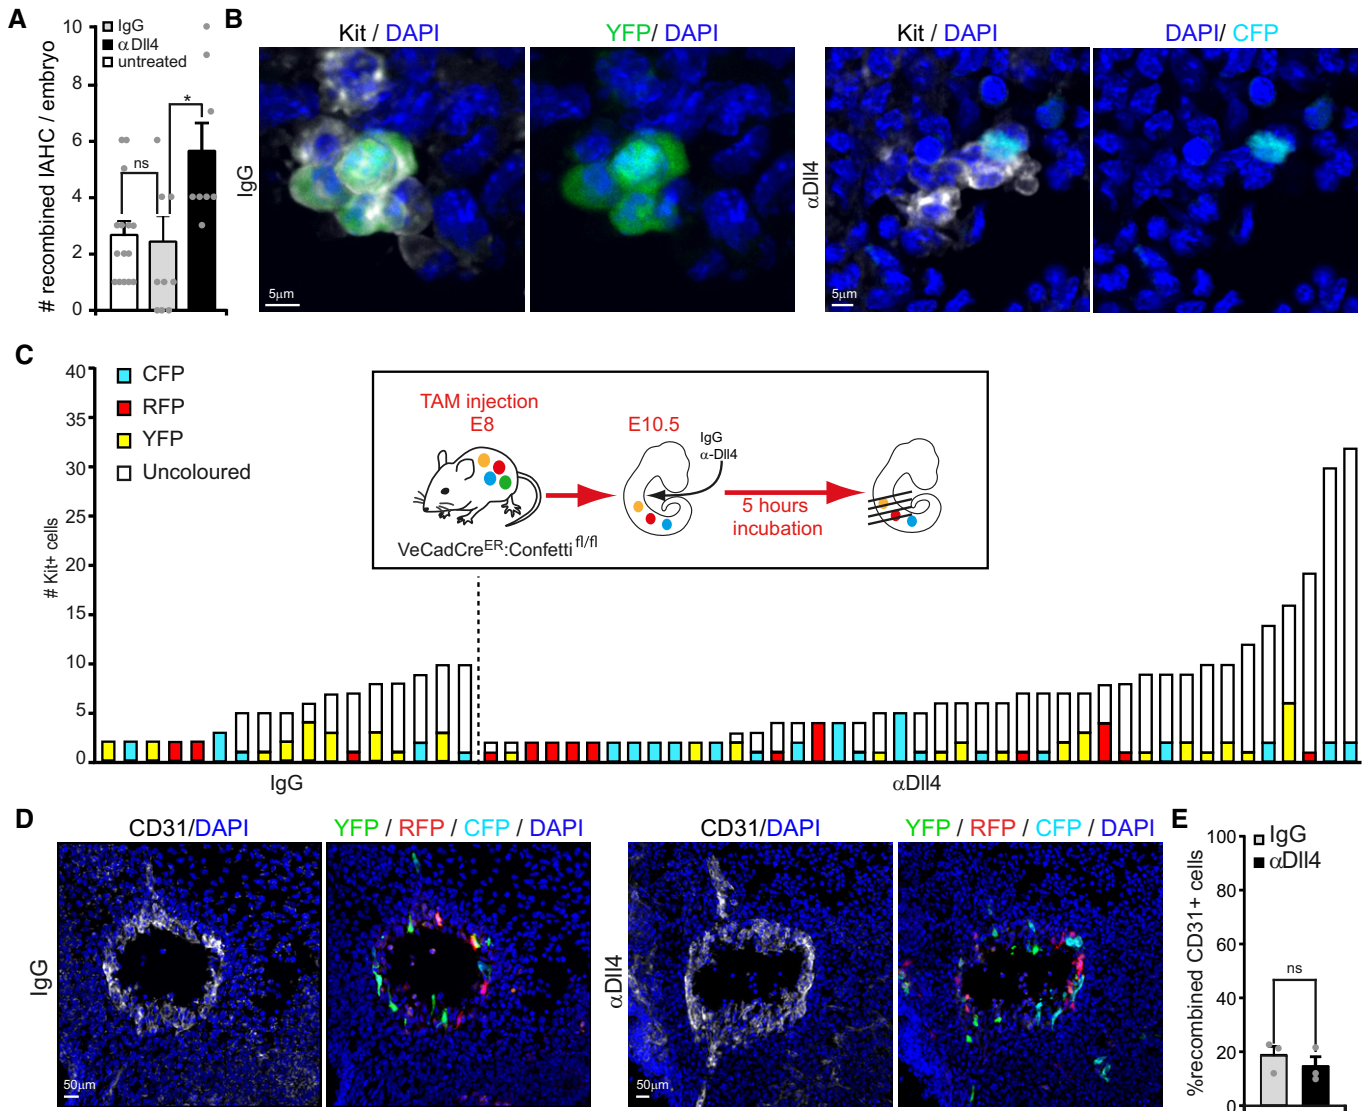 A
# recombined IAHC / embryo
10
8
6
4
2
0
IgG
αDll4
untreated
ns
*
B
Kit / DAPI
YFP/ DAPI
Kit / DAPI
DAPI/ CFP
IgG
5μm
αDll4
5μm
C
# Kit+ cells
40
35
30
25
20
15
10
5
0
CFP
RFP
YFP
Uncoloured
TAM injection
E8
E10.5
IgG
α-Dll4
5 hours
incubation
VeCadCreER:Confetti fl/fl
IgG
αDll4
D
CD31/DAPI
YFP / RFP / CFP / DAPI
CD31/DAPI
YFP / RFP / CFP / DAPI
IgG
50μm
αDll4
50μm
E
%recombined CD31+ cells
100
80
60
40
20
0
IgG
αDll4
ns